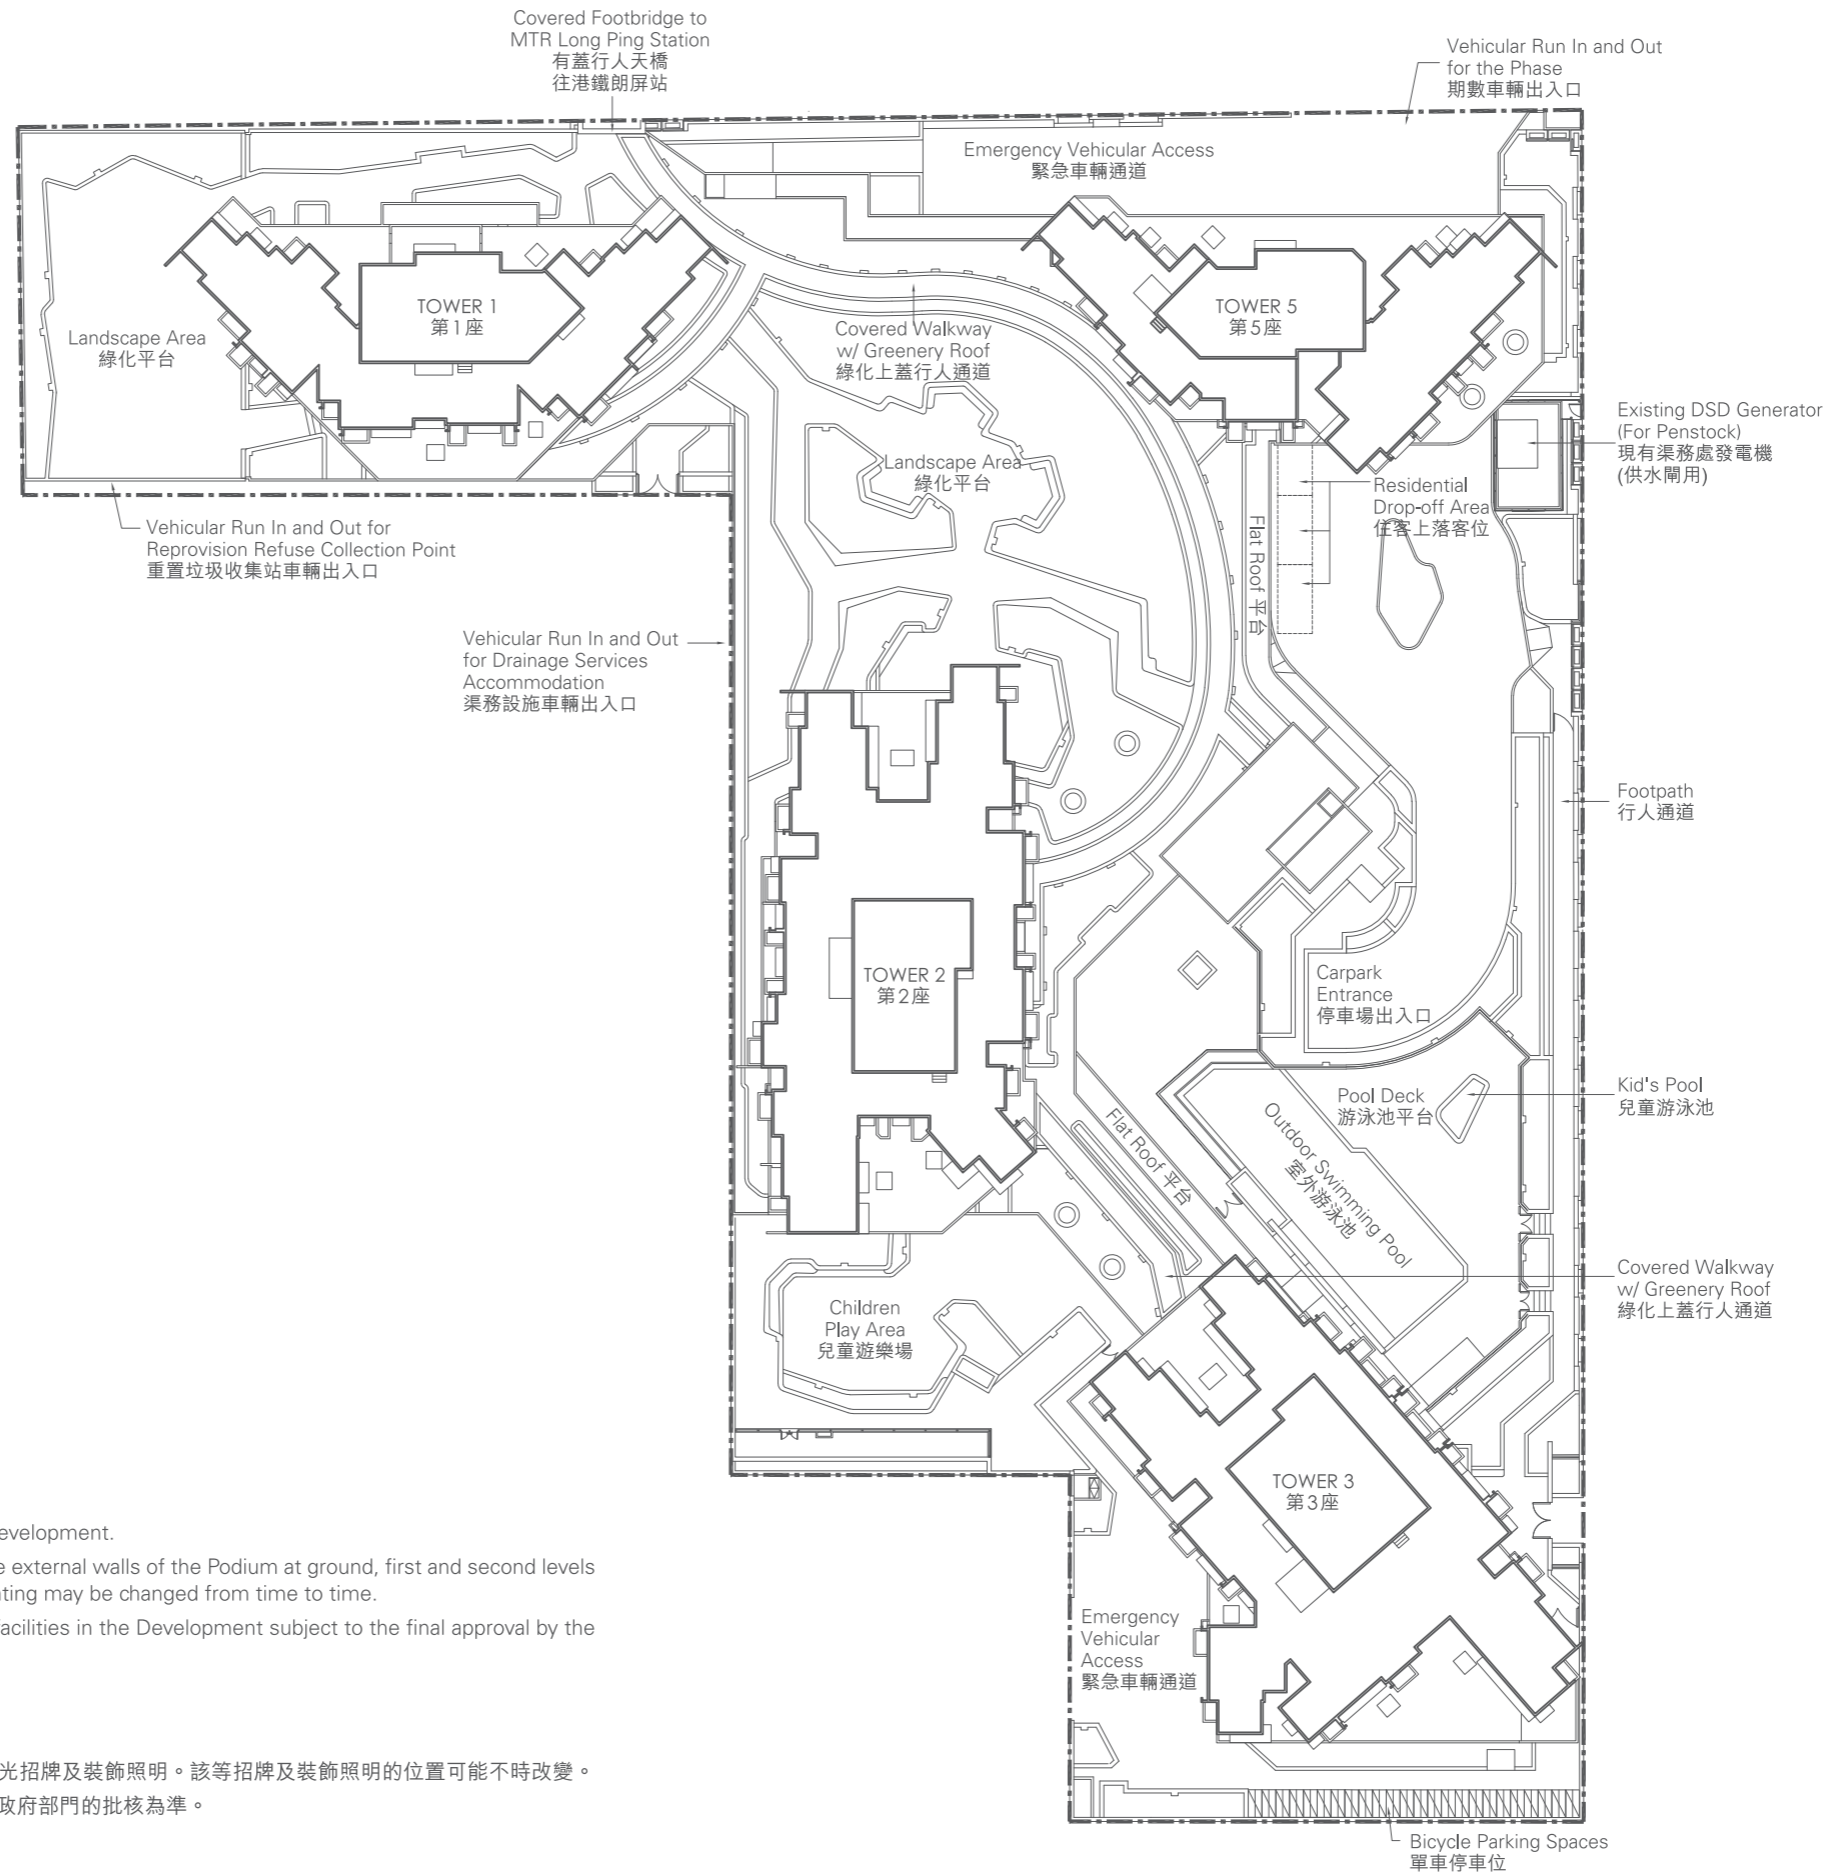 Covered Footbridge to
MTR Long Ping Station
有蓋行人天橋
往港鐵朗屏站
Vehicular Run In and Out
for the Phase
期數車輛出入口
Emergency Vehicular Access
緊急車輛通道
TOWER 1
第1座
TOWER 5
第5座
Landscape Area
綠化平台
Covered Walkway
w/ Greenery Roof
綠化上蓋行人通道
Existing DSD Generator
(For Penstock)
現有渠務處發電機
(供水閘用)
Landscape Area
綠化平台
Residential
Drop-off Area
住客上落客位
Flat Roof 平台
Vehicular Run In and Out for
Reprovision Refuse Collection Point
重置垃圾收集站車輛出入口
Vehicular Run In and Out
for Drainage Services
Accommodation
渠務設施車輛出入口
Footpath
行人通道
TOWER 2
第2座
Carpark
Entrance
停車場出入口
Pool Deck
游泳池平台
Kid's Pool
兒童游泳池
Flat Roof 平台
Outdoor Swimming Pool
室外游泳池
Covered Walkway
w/ Greenery Roof
綠化上蓋行人通道
Children
Play Area
兒童遊樂場
TOWER 3
第3座
evelopment.
e external walls of the Podium at ground, first and second levels
nting may be changed from time to time.
facilities in the Development subject to the final approval by the
Emergency
Vehicular
Access
緊急車輛通道
光招牌及裝飾照明。該等招牌及裝飾照明的位置可能不時改變。
政府部門的批核為準。
Bicycle Parking Spaces
單車停車位